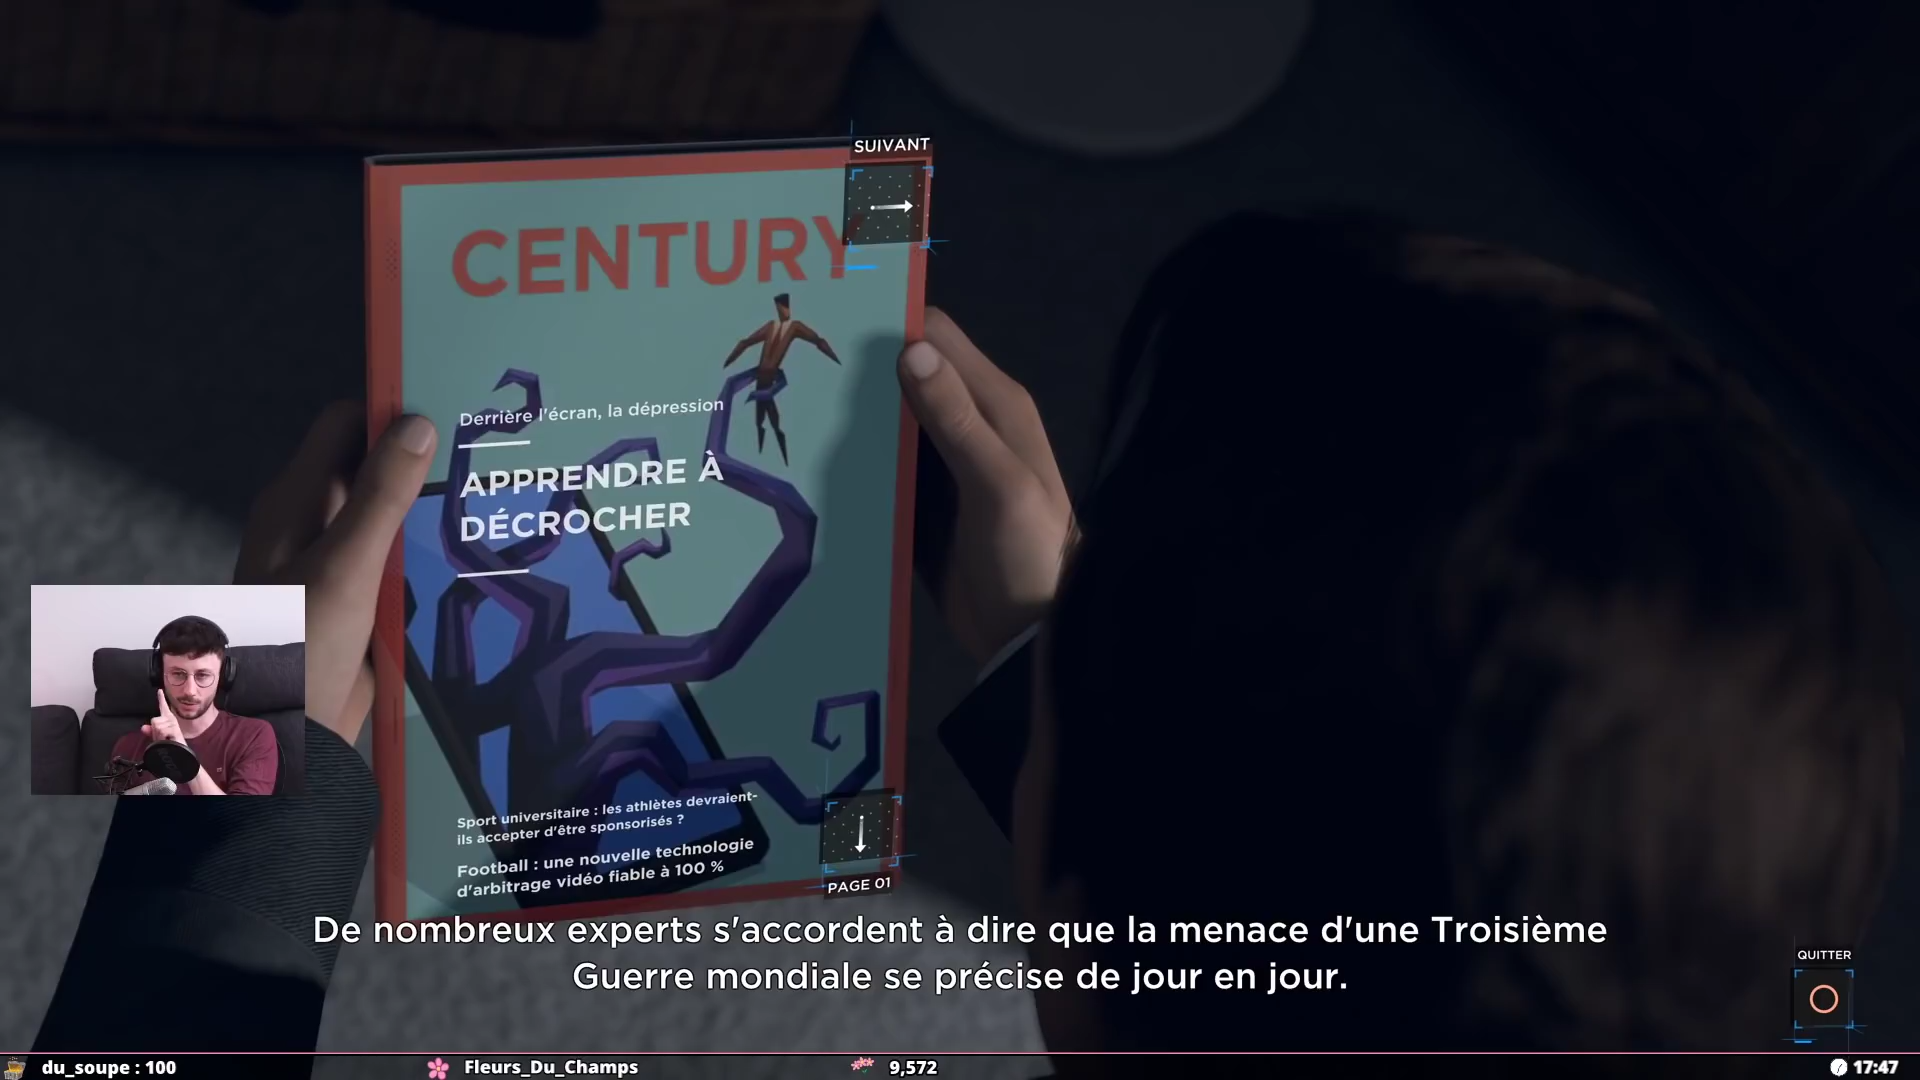 SUIVANT
CENTURY
Derrière l'écran, la dépression
APPRENDRE À
DÉCROCHER
Sport universitaire : les athlètes devraient-
ils accepter d'être sponsorisés ?
Football : une nouvelle technologie
d'arbitrage vidéo fiable à 100 %
PAGE 01
De nombreux experts s'accordent à dire que la menace d'une Troisième
Guerre mondiale se précise de jour en jour.
QUITTER
du_soupe : 100
Fleurs_Du_Champs
9,572
17:47